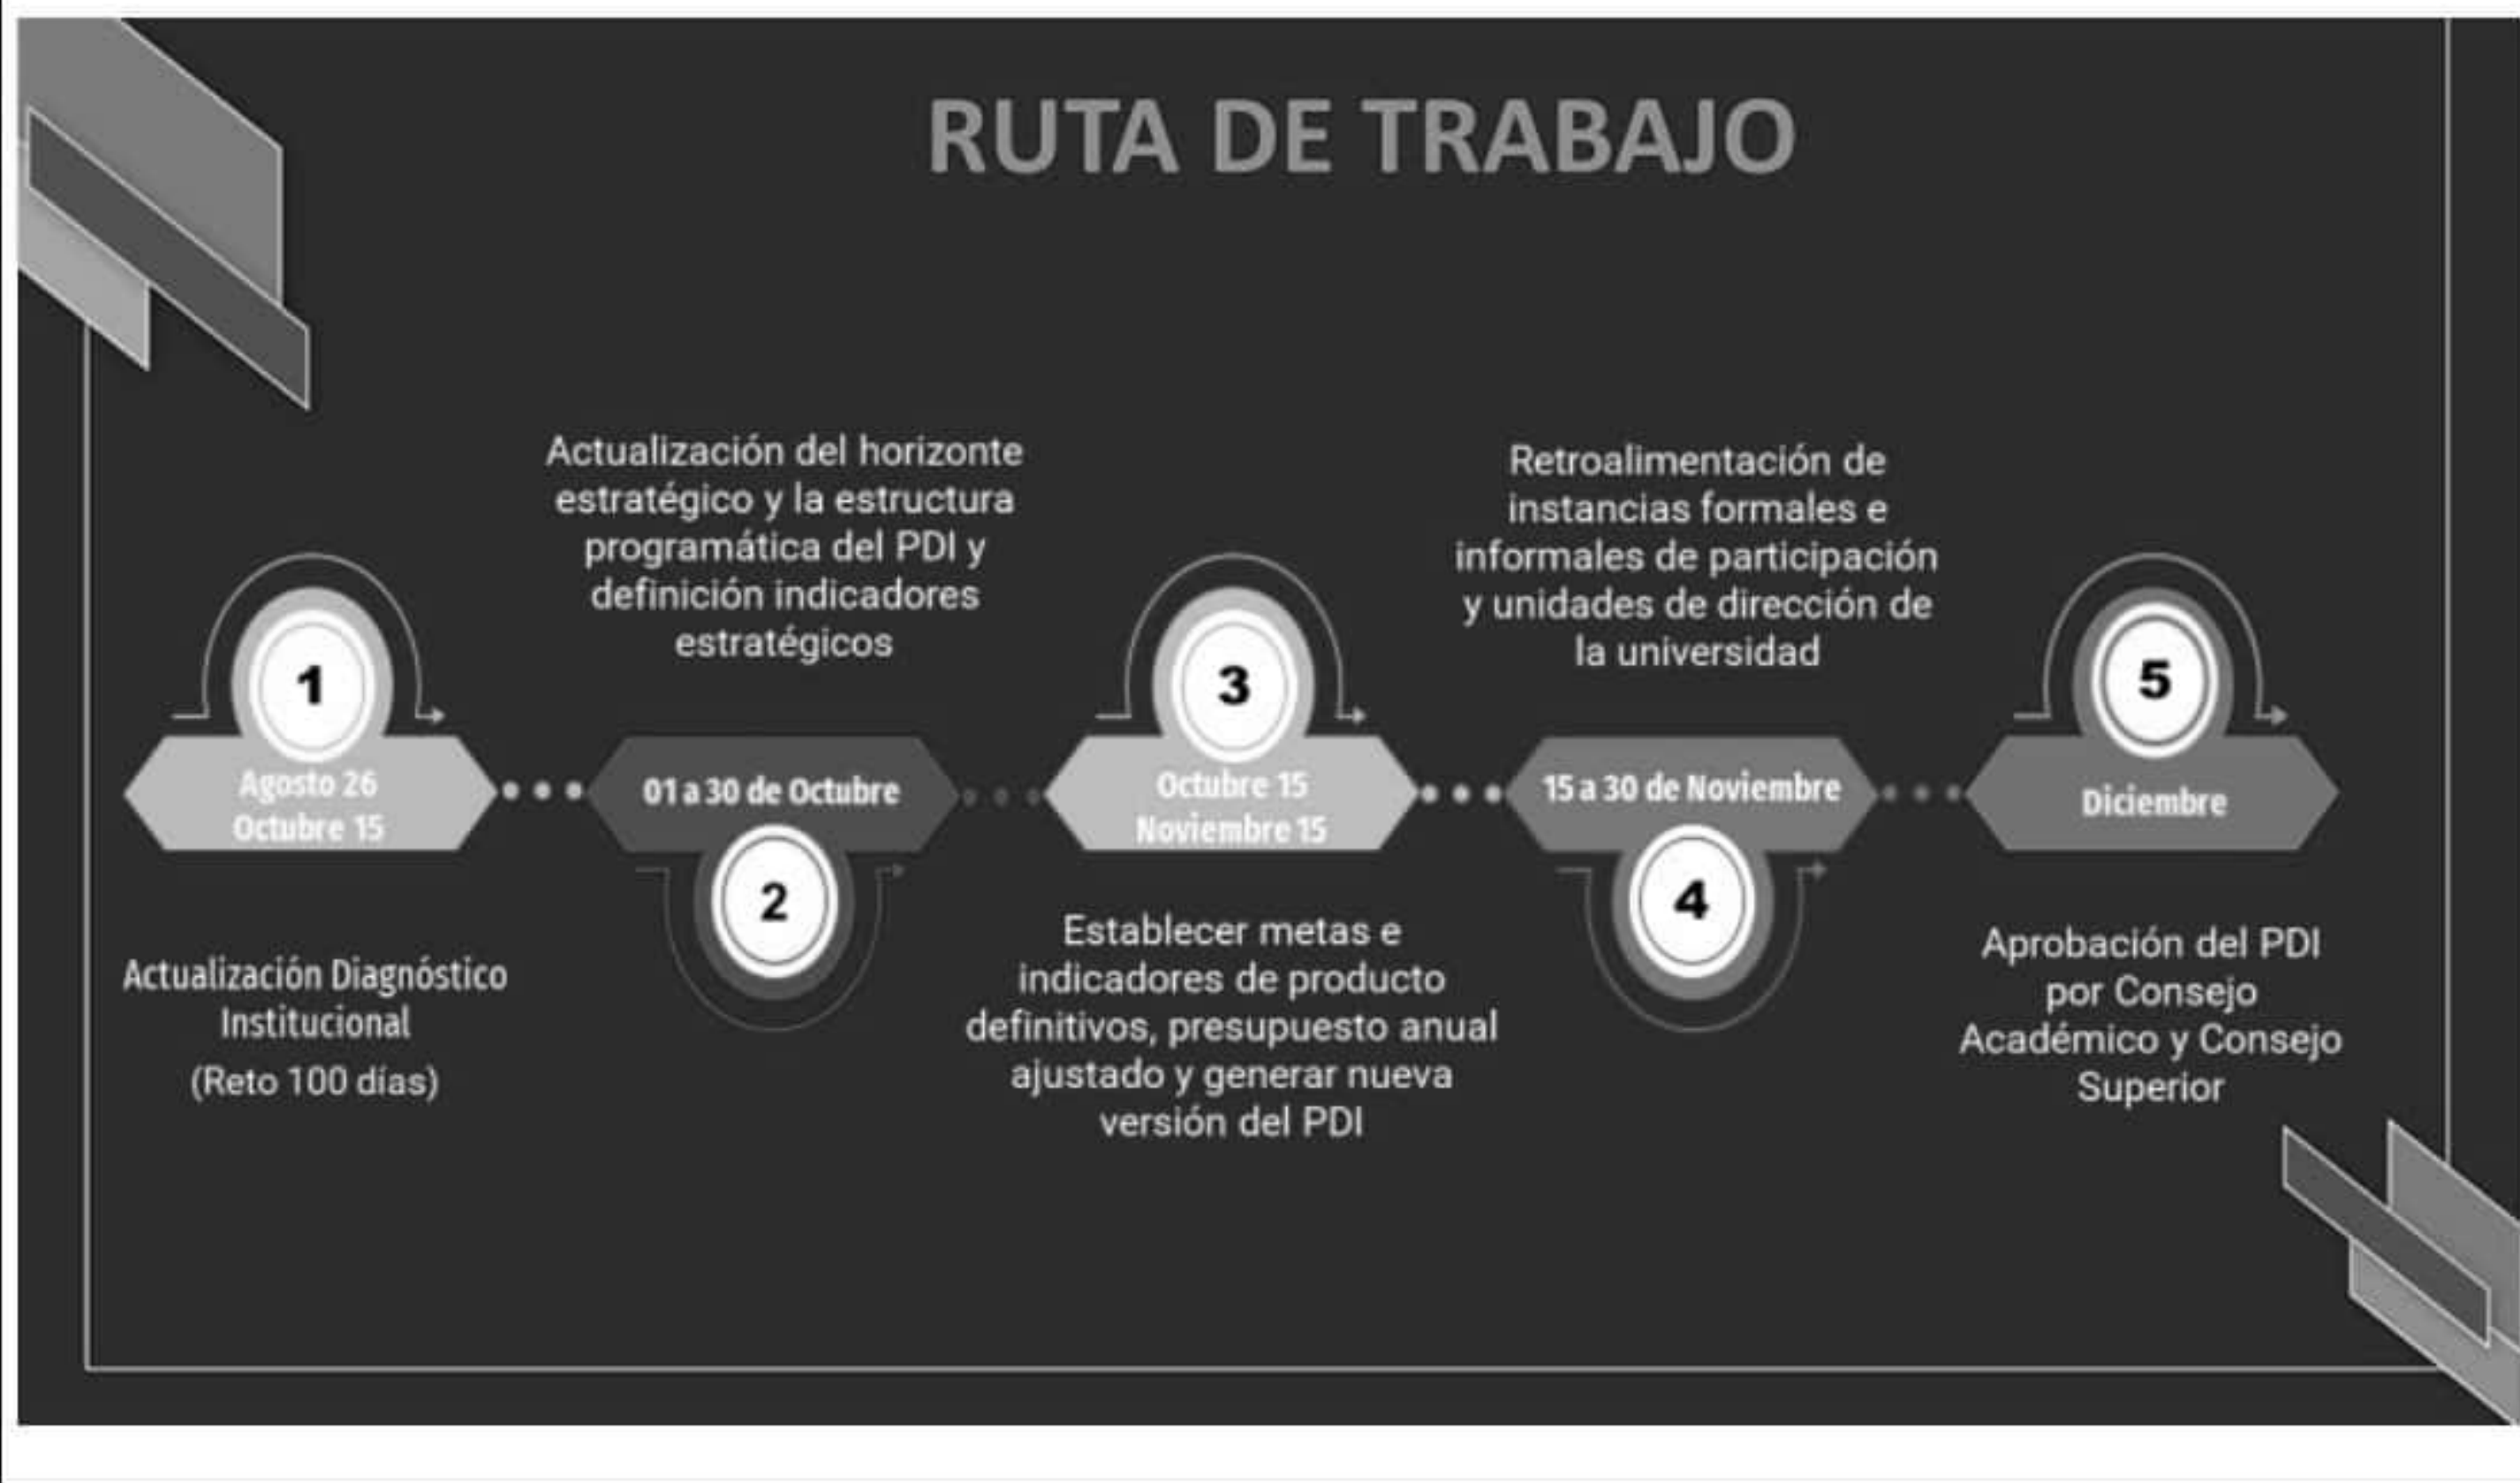 RUTA DE TRABAJO
1
Agosto 26
Octubre 15
Actualización Diagnóstico
Institucional
(Reto 100 días)
Actualización del horizonte
estratégico y la estructura
programática del PDI y
definición indicadores
estratégicos
01 a 30 de Octubre
2
3
Octubre 15
Noviembre 15
Establecer metas e
indicadores de producto
definitivos, presupuesto anual
ajustado y generar nueva
versión del PDI
Retroalimentación de
instancias formales e
informales de participación
y unidades de dirección de
la universidad
15 a 30 de Noviembre
4
5
Diciembre
Aprobación del PDI
por Consejo
Académico y Consejo
Superior